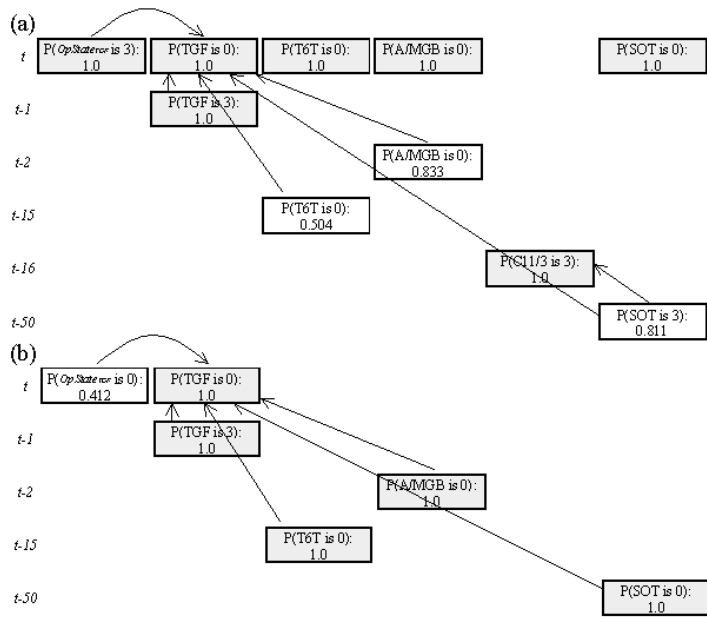 (a)
t
P(OpState_TGF is 3): 1.0
P(TGF is 0): 1.0
P(T6T is 0): 1.0
P(A/MGB is 0): 1.0
P(SOT is 0): 1.0
t-1
P(TGF is 3): 1.0
t-2
P(A/MGB is 0): 0.833
t-15
P(T6T is 0): 0.504
t-16
P(C11/3 is 3): 1.0
t-50
P(SOT is 3): 0.811
(b)
t
P(OpState_TGF is 0): 0.412
P(TGF is 0): 1.0
t-1
P(TGF is 3): 1.0
t-2
P(A/MGB is 0): 1.0
t-15
P(T6T is 0): 1.0
t-50
P(SOT is 0): 1.0